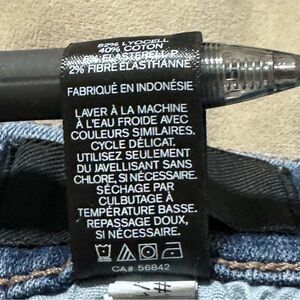 52% LYOCELL
40% COTON
6% ELASTERELL-P
2% FIBRE ÉLASTHANNE
FABRIQUÉ EN INDONÉSIE
LAVER À LA MACHINE
À L'EAU FROIDE AVEC
COULEURS SIMILAIRES.
CYCLE DÉLICAT.
UTILISEZ SEULEMENT
DU JAVELLISANT SANS
CHLORE, SI NÉCESSAIRE.
SÉCHAGE PAR
CULBUTAGE À
TEMPÉRATURE BASSE.
REPASSAGE DOUX,
SI NÉCESSAIRE.
CA# 56842